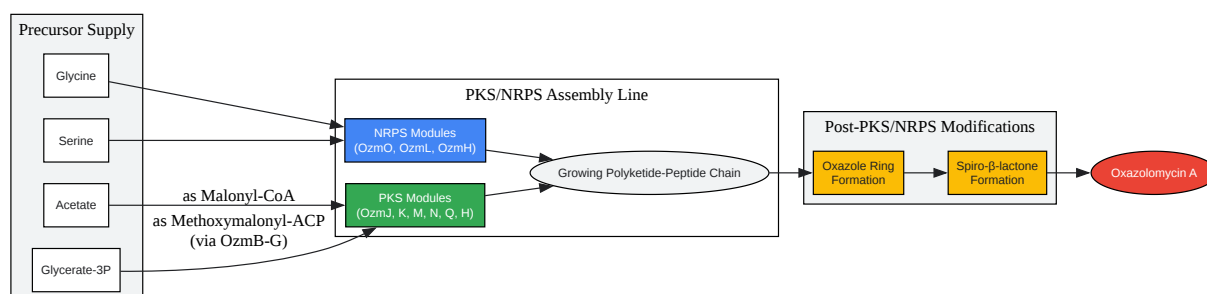 Precursor Supply
Glycine
Serine
Acetate
Glycerate-3P
as Malonyl-CoA
as Methoxymalonyl-ACP
(via OzmB-G)
PKS/NRPS Assembly Line
NRPS Modules
(OzmO, OzmL, OzmH)
PKS Modules
(OzmJ, K, M, N, Q, H)
Growing Polyketide-Peptide Chain
Post-PKS/NRPS Modifications
Oxazole Ring
Formation
Spiro-β-lactone
Formation
Oxazolomycin A